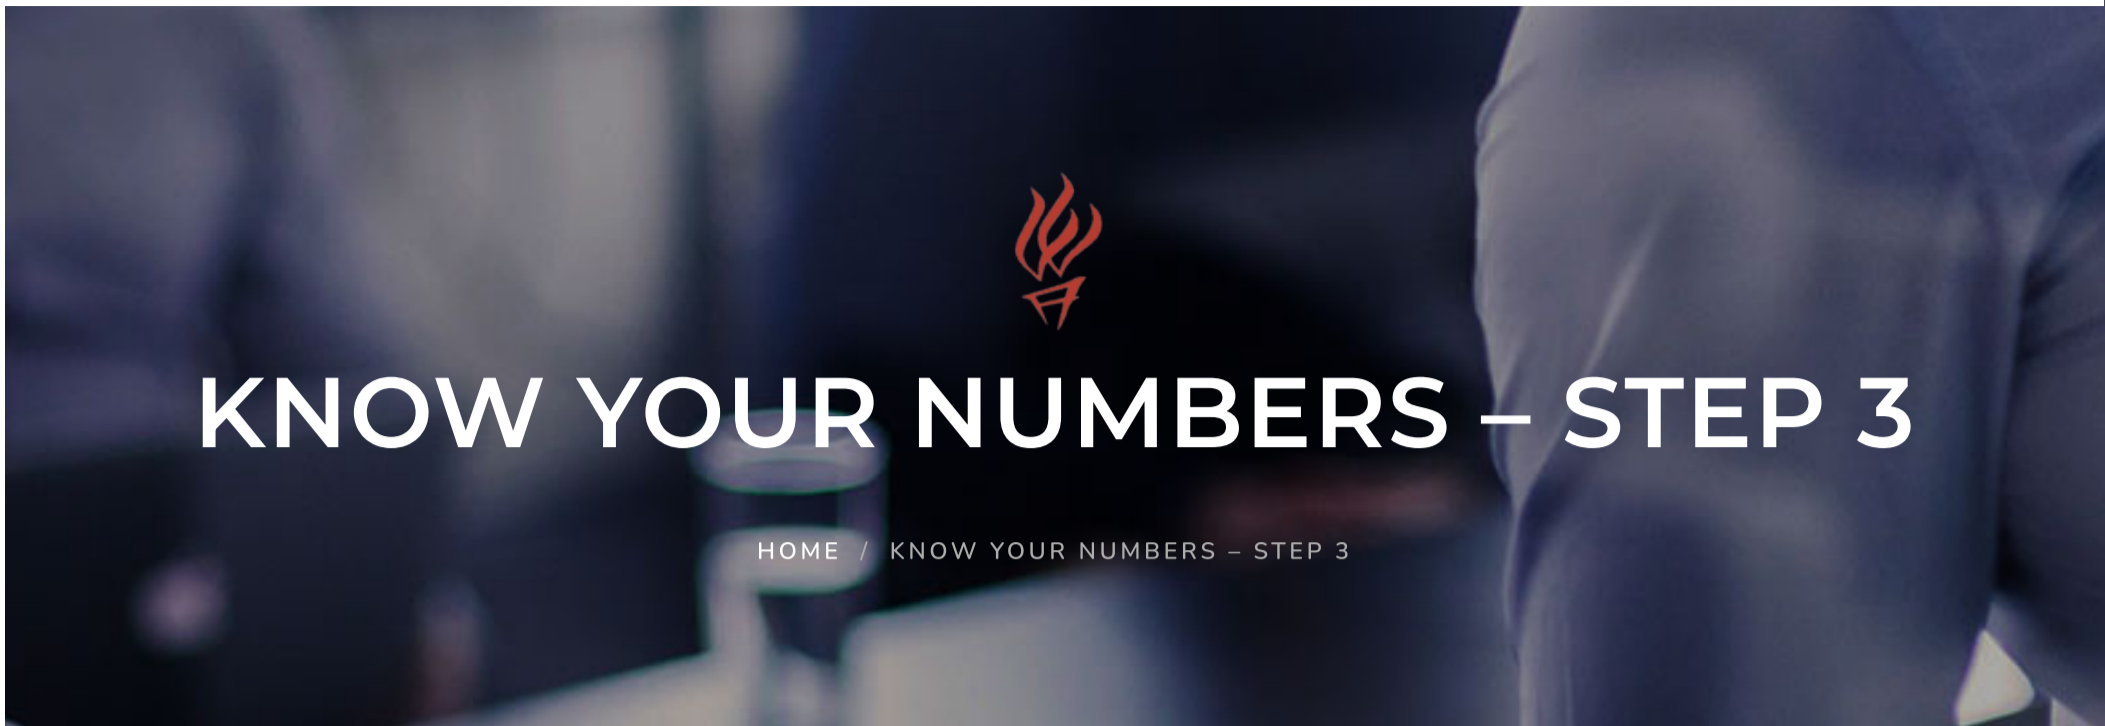 KNOW YOUR NUMBERS – STEP 3
HOME / KNOW YOUR NUMBERS – STEP 3